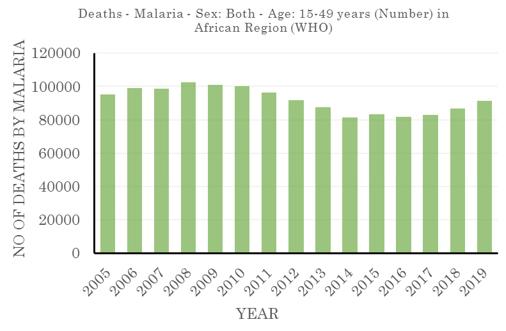 Deaths - Malaria - Sex: Both - Age: 15-49 years (Number) in
African Region (WHO)
NO OF DEATHS BY MALARIA
120000
100000
80000
60000
40000
20000
0
2005 2006 2007 2008 2009 2010 2011 2012 2013 2014 2015 2016 2017 2018 2019
YEAR